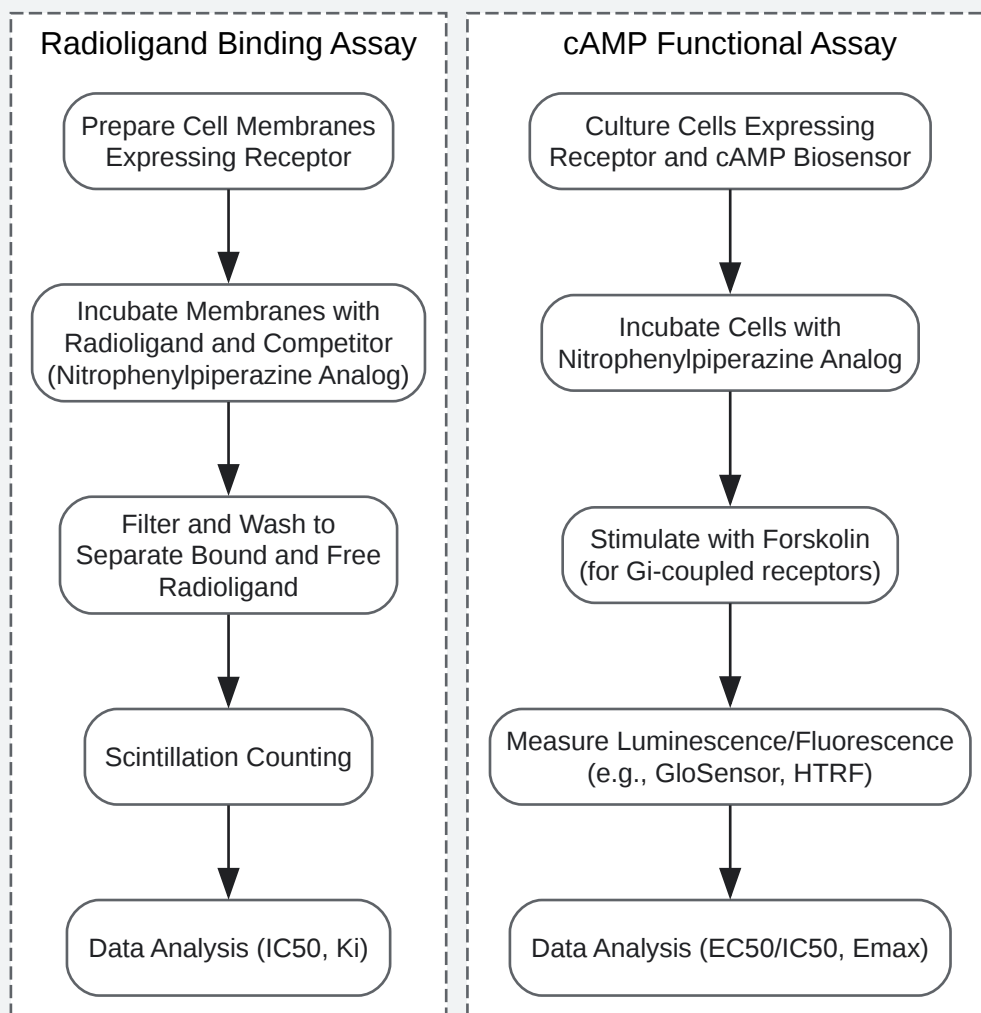 Radioligand Binding Assay
Prepare Cell Membranes
Expressing Receptor
Incubate Membranes with
Radioligand and Competitor
(Nitrophenylpiperazine Analog)
Filter and Wash to
Separate Bound and Free
Radioligand
Scintillation Counting
Data Analysis (IC50, Ki)
cAMP Functional Assay
Culture Cells Expressing
Receptor and cAMP Biosensor
Incubate Cells with
Nitrophenylpiperazine Analog
Stimulate with Forskolin
(for Gi-coupled receptors)
Measure Luminescence/Fluorescence
(e.g., GloSensor, HTRF)
Data Analysis (EC50/IC50, Emax)